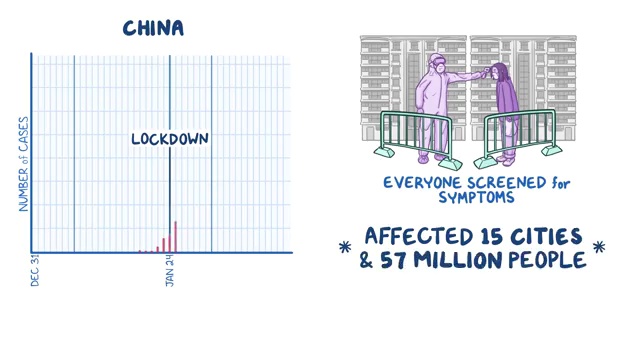 CHINA
NUMBER of CASES
LOCKDOWN
DEC 31
JAN 24
EVERYONE SCREENED for
SYMPTOMS
* AFFECTED 15 CITIES *
& 57 MILLION PEOPLE